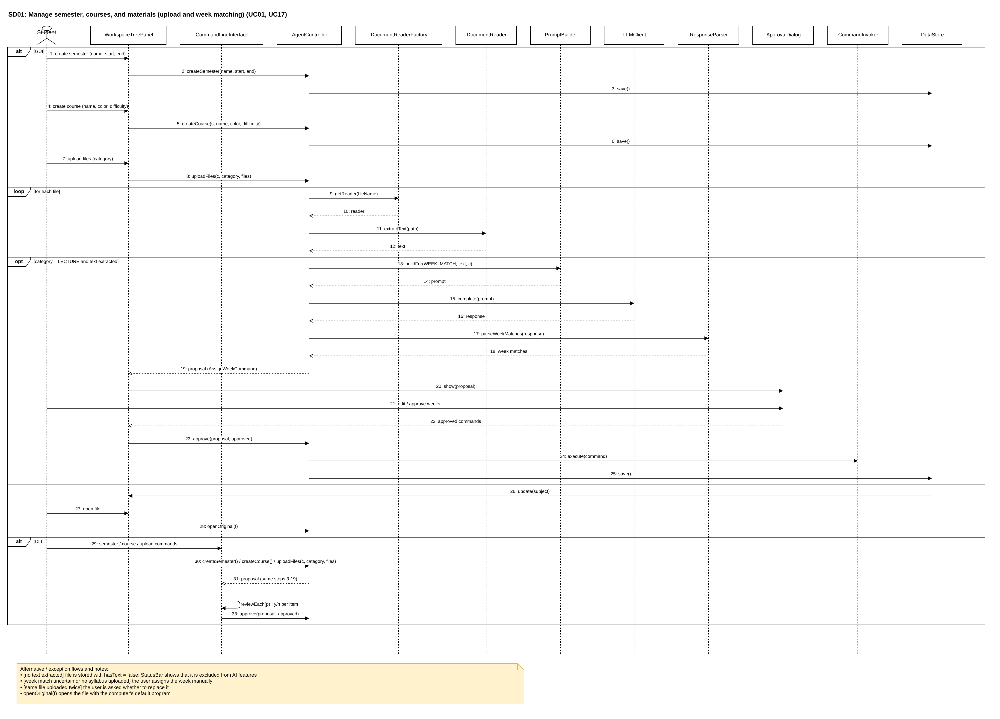 SD01: Manage semester, courses, and materials (upload and week matching) (UC01, UC17)
Student
:WorkspaceTreePanel
:CommandLineInterface
:AgentController
:DocumentReaderFactory
:DocumentReader
:PromptBuilder
:LLMClient
:ResponseParser
:ApprovalDialog
:CommandInvoker
:DataStore
alt
[GUI]
1: create semester (name, start, end)
2: createSemester(name, start, end)
3: save()
4: create course (name, color, difficulty)
5: createCourse(s, name, color, difficulty)
6: save()
7: upload files (category)
8: uploadFiles(c, category, files)
loop
[for each file]
9: getReader(fileName)
10: reader
11: extractText(path)
12: text
opt
[category = LECTURE and text extracted]
13: buildFor(WEEK_MATCH, text, c)
14: prompt
15: complete(prompt)
16: response
17: parseWeekMatches(response)
18: week matches
19: proposal (AssignWeekCommand)
20: show(proposal)
21: edit / approve weeks
22: approved commands
23: approve(proposal, approved)
24: execute(command)
25: save()
26: update(subject)
27: open file
28: openOriginal(f)
alt
[CLI]
29: semester / course / upload commands
30: createSemester() / createCourse() / uploadFiles(c, category, files)
31: proposal (same steps 3-19)
reviewEach(p) : y/n per item
33: approve(proposal, approved)
Alternative / exception flows and notes:
• [no text extracted] file is stored with hasText = false; StatusBar shows that it is excluded from AI features
• [week match uncertain or no syllabus uploaded] the user assigns the week manually
• [same file uploaded twice] the user is asked whether to replace it
• openOriginal(f) opens the file with the computer's default program